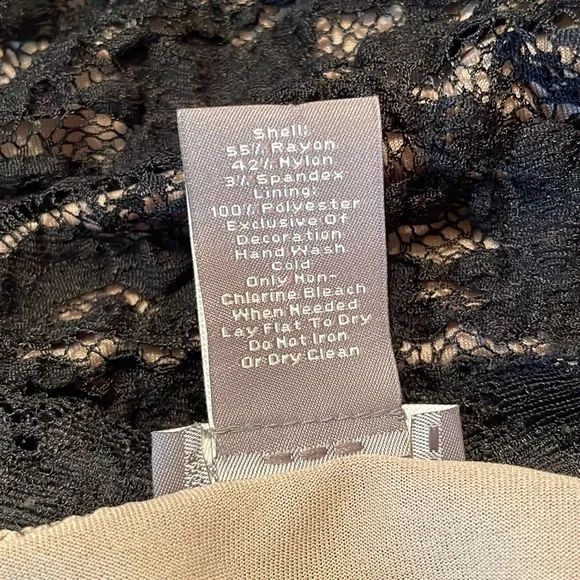 Shell:
55% Rayon
42% Nylon
3% Spandex
Lining:
100% Polyester
Exclusive Of
Decoration
Hand Wash
Cold
Only Non-
Chlorine Bleach
When Needed
Lay Flat To Dry
Do Not Iron
Or Dry Clean